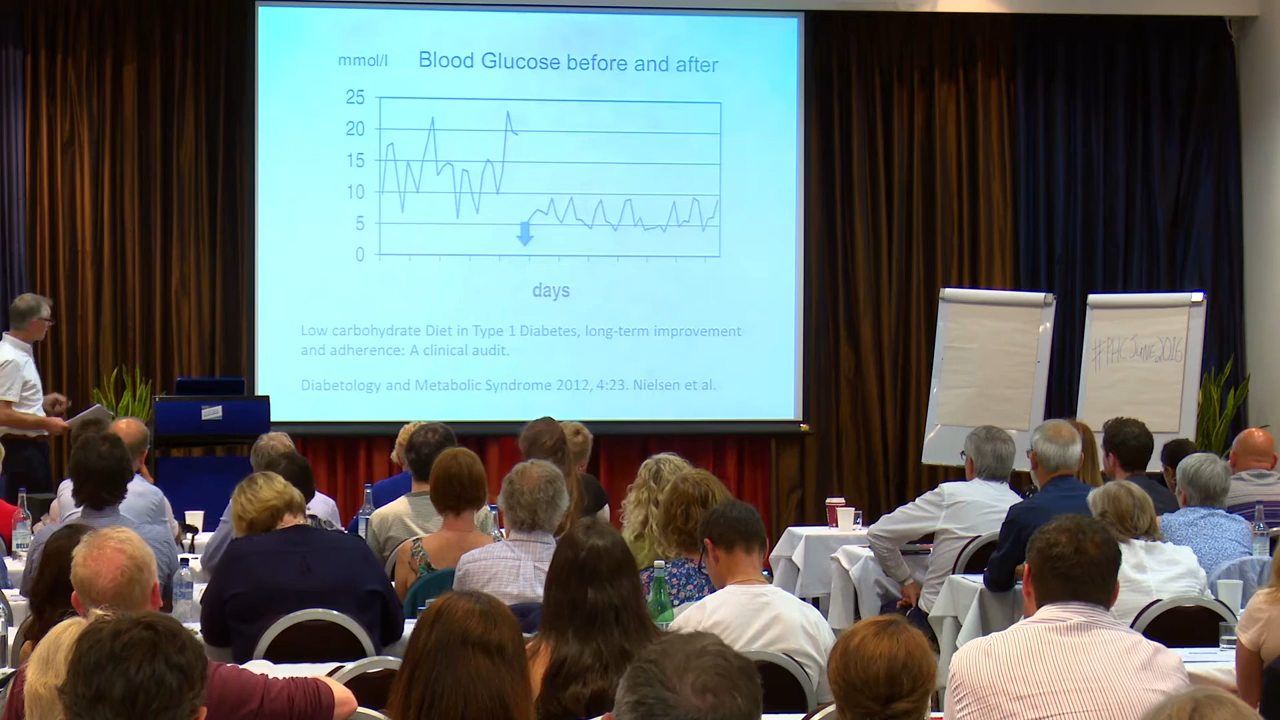 mmol/l Blood Glucose before and after
25
20
15
10
5
0
days
Low carbohydrate Diet in Type 1 Diabetes, long-term improvement
and adherence: A clinical audit.
Diabetology and Metabolic Syndrome 2012, 4:23. Nielsen et al.
#PHC June 2016